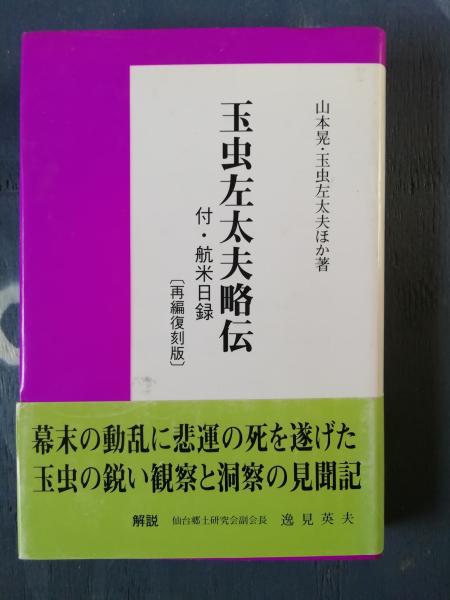 山本晃・玉虫左太夫ほか著
玉虫左太夫略伝
付・航米日録
〔再編復刻版〕
幕末の動乱に悲運の死を遂げた
玉虫の鋭い観察と洞察の見聞記
解説 仙台郷土研究会副会長 逸見英夫